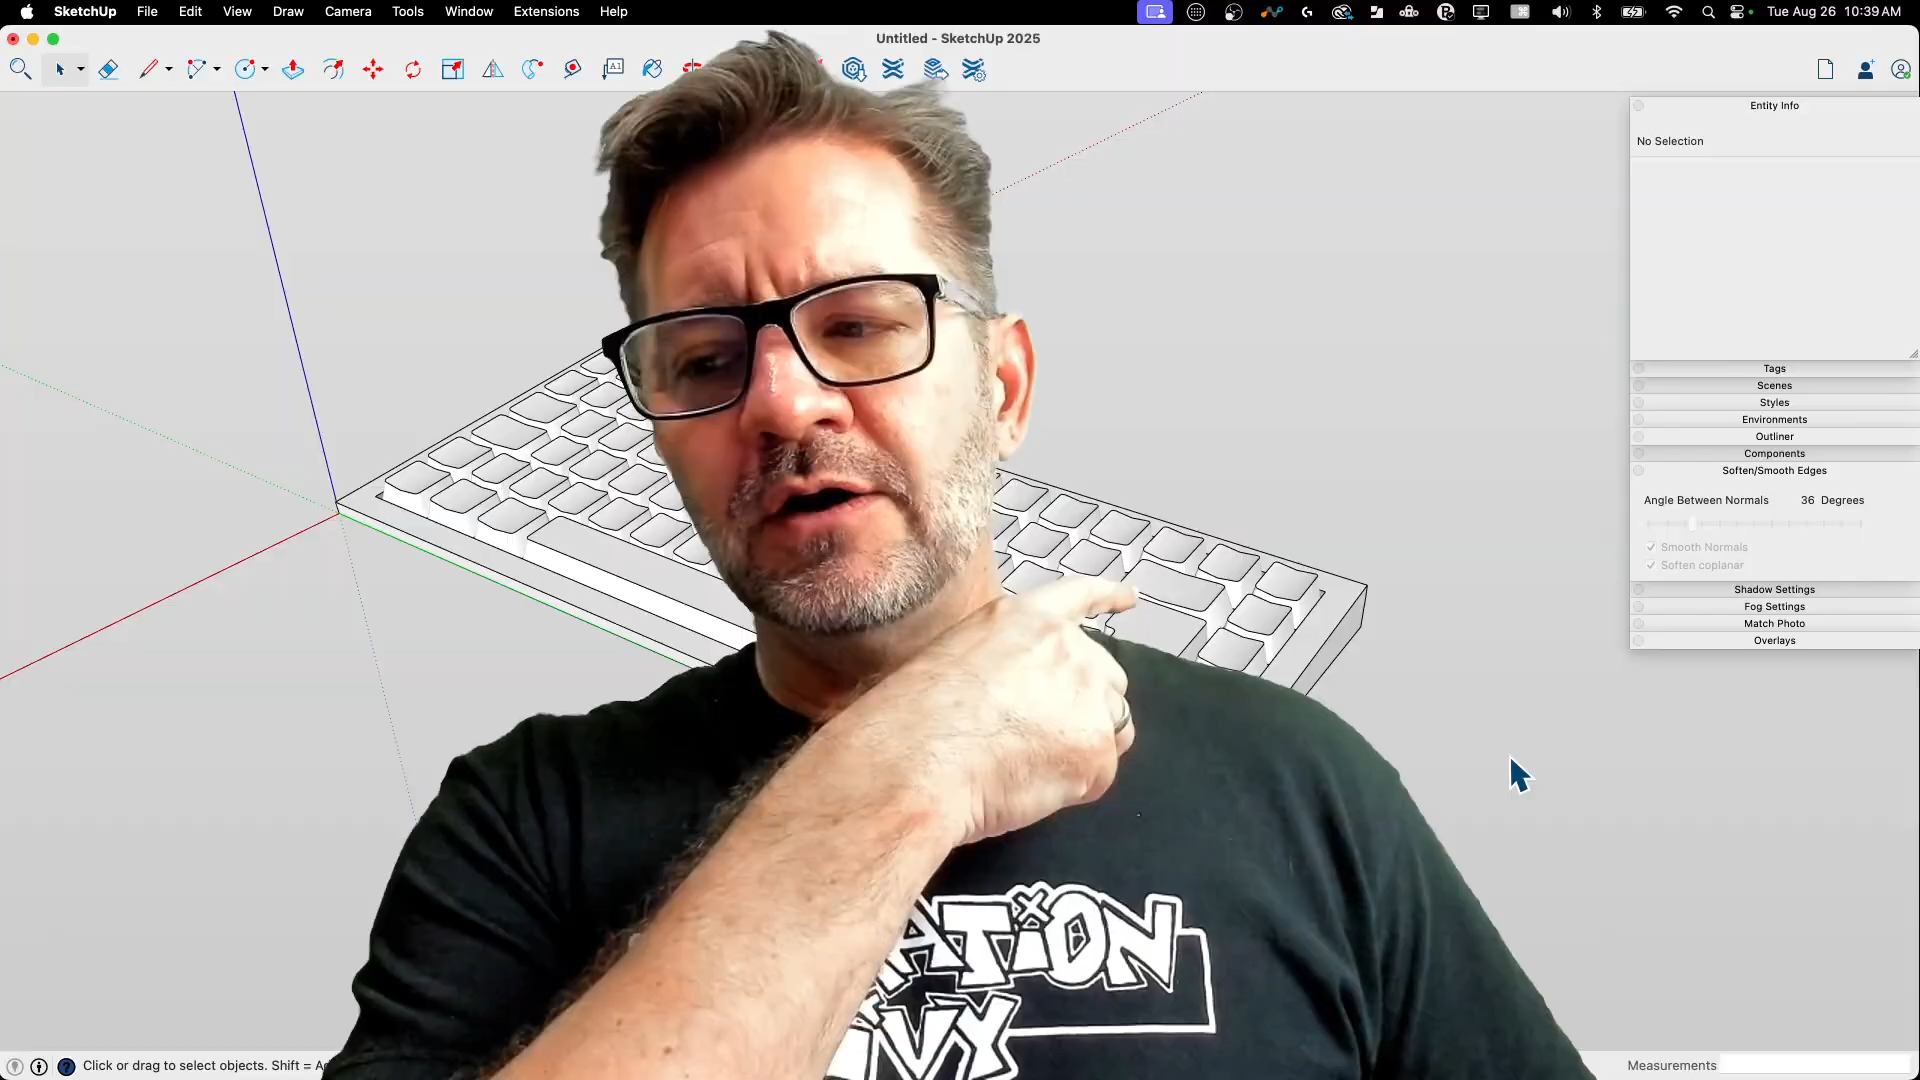 SketchUp File Edit View Draw Camera Tools Window Extensions Help Tue Aug 26 10:39 AM
Untitled - SketchUp 2025
A1
Entity Info
No Selection
Tags
Scenes
Styles
Environments
Outliner
Components
Soften/Smooth Edges
Angle Between Normals 36 Degrees
Smooth Normals
Soften coplanar
Shadow Settings
Fog Settings
Match Photo
Overlays
Click or drag to select objects. Shift =
Measurements